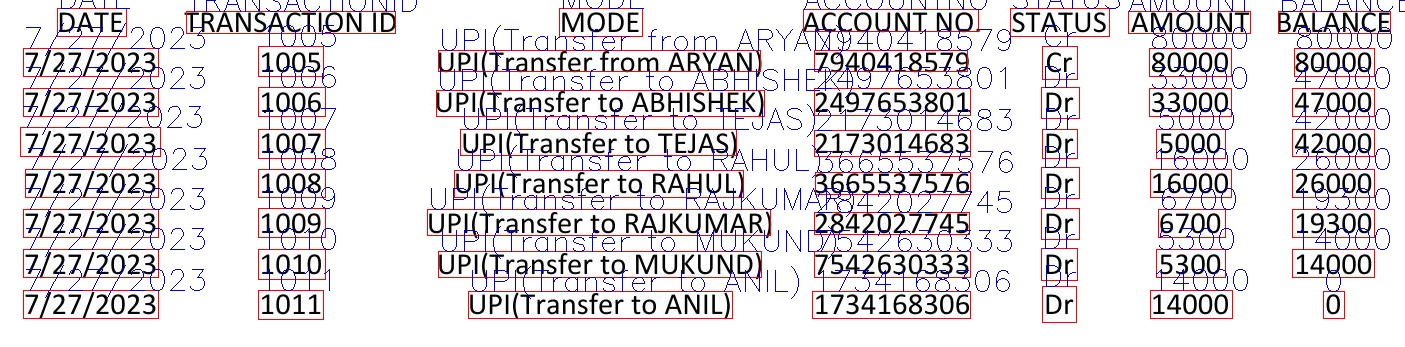 DATE TRANSACTION ID MODE ACCOUNT NO STATUS AMOUNT BALANCE
7/27/2023 1005 UPI(Transfer from ARYAN) 7940418579 Cr 80000 80000
7/27/2023 1006 UPI(Transfer to ABHISHEK) 2497653801 Dr 33000 47000
7/27/2023 1007 UPI(Transfer to TEJAS) 2173014683 Dr 5000 42000
7/27/2023 1008 UPI(Transfer to RAHUL) 3665537576 Dr 16000 26000
7/27/2023 1009 UPI(Transfer to RAJKUMAR) 2842027745 Dr 6700 19300
7/27/2023 1010 UPI(Transfer to MUKUND) 7542630333 Dr 5300 14000
7/27/2023 1011 UPI(Transfer to ANIL) 1734168306 Dr 14000 0